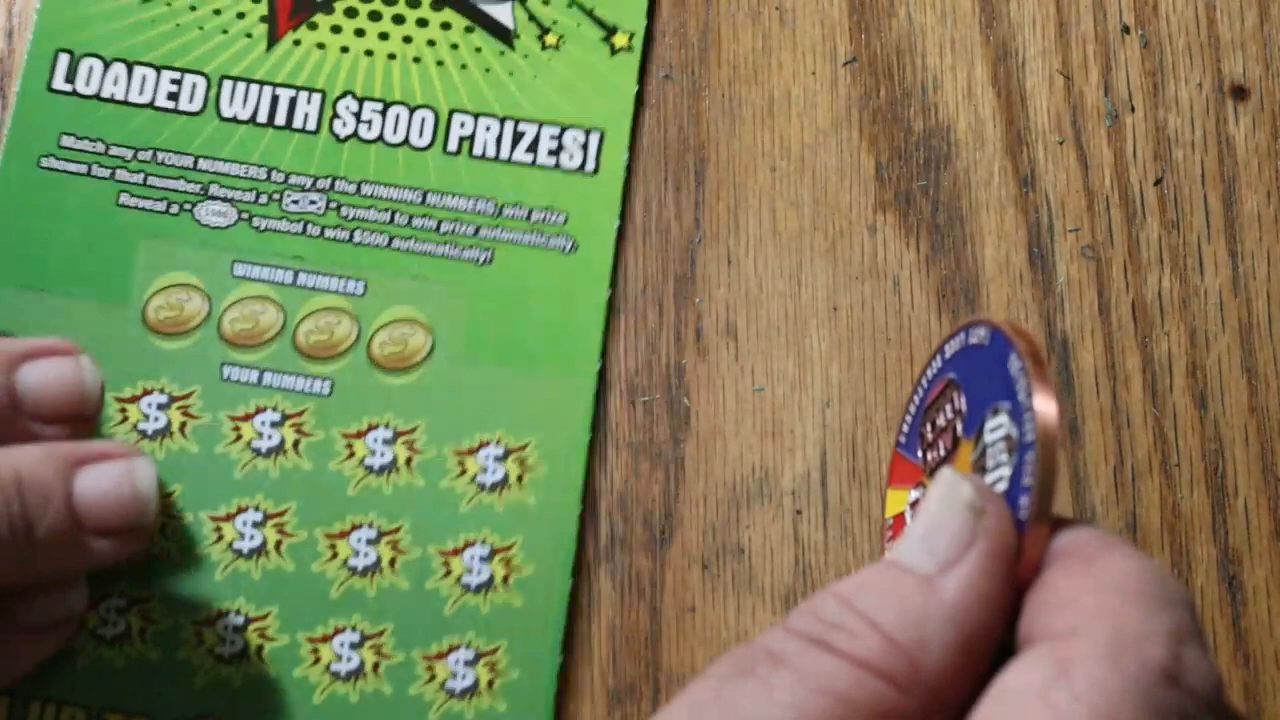 LOADED WITH $500 PRIZES!
Match any of YOUR NUMBERS to any of the WINNING NUMBERS, win prize
shown for that number. Reveal a " " symbol to win prize automatically.
Reveal a " $500 " symbol to win $500 automatically!
WINNING NUMBERS
YOUR NUMBERS
$ $ $ $
$ $ $
$ $ $ $